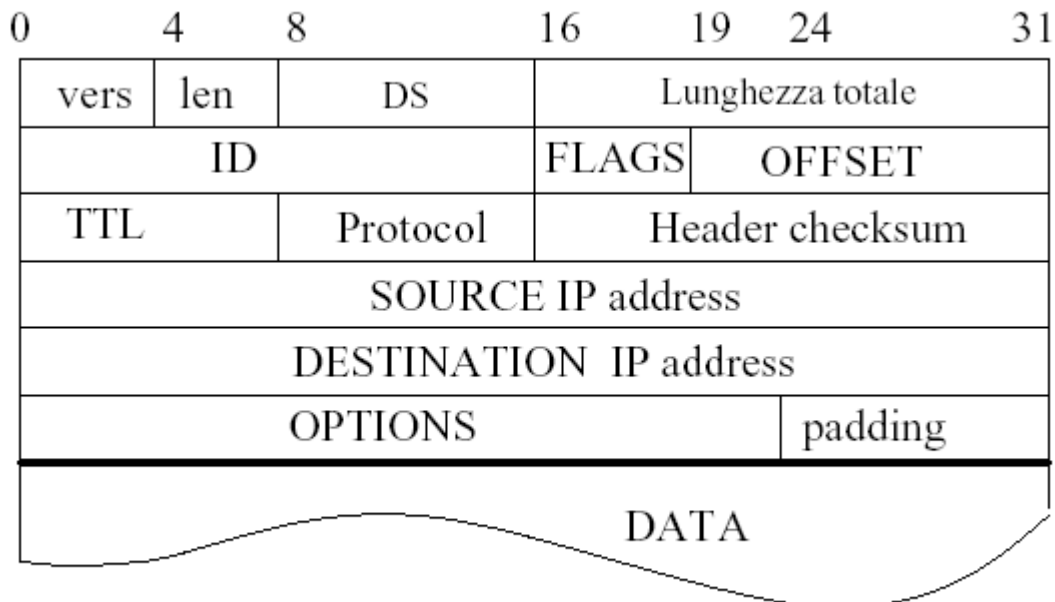 0 4 8 16 19 24 31
vers len DS Lunghezza totale
ID FLAGS OFFSET
TTL Protocol Header checksum
SOURCE IP address
DESTINATION IP address
OPTIONS padding
DATA